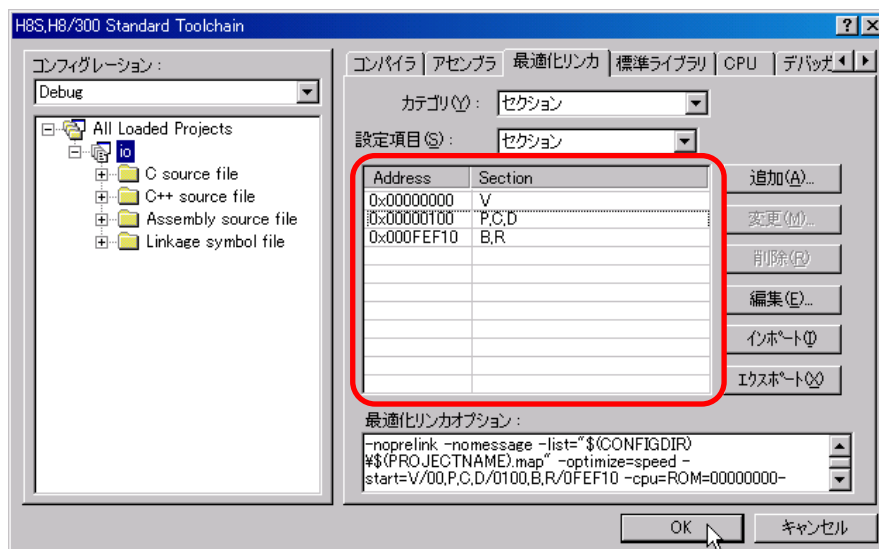 H8S,H8/300 Standard Toolchain
コンフィグレーション :
Debug
All Loaded Projects
io
C source file
C++ source file
Assembly source file
Linkage symbol file
コンパイラ アセンブラ 最適化リンカ 標準ライブラリ CPU デバッガ
カテゴリ(Y) : セクション
設定項目(S) : セクション
Address Section
0x00000000 V
0x00000100 P,C,D
0x000FEF10 B,R
追加(A)...
変更(M)...
削除(R)
編集(E)...
インポート(I)
エクスポート(X)
最適化リンカオプション :
-noprelink -nomessage -list="$(CONFIGDIR)
¥$(PROJECTNAME).map" -optimize=speed -
start=V/00,P,C,D/0100,B,R/0FEF10 -cpu=ROM=00000000-
OK キャンセル